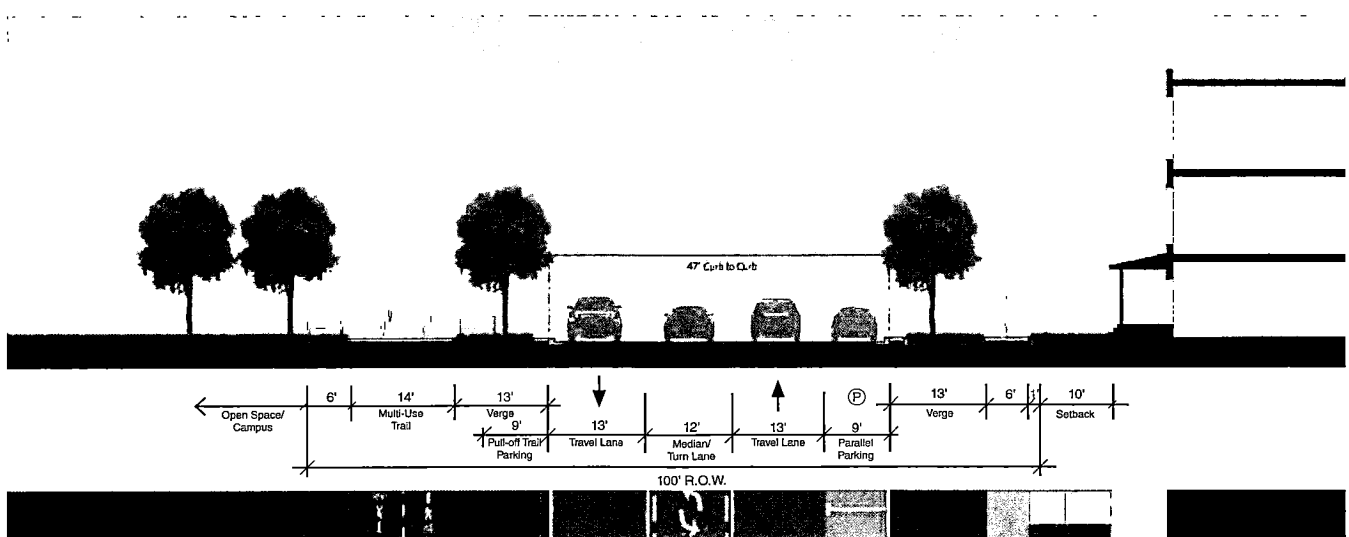 47' Curb to Curb
6'
14'
13'
Ⓟ
13'
6'
1'
10'
Open Space/
Campus
Multi-Use
Trail
Verge
Verge
Setback
9'
13'
12'
13'
9'
Pull-off Trail
Parking
Travel Lane
Median/
Turn Lane
Travel Lane
Parallel
Parking
100' R.O.W.